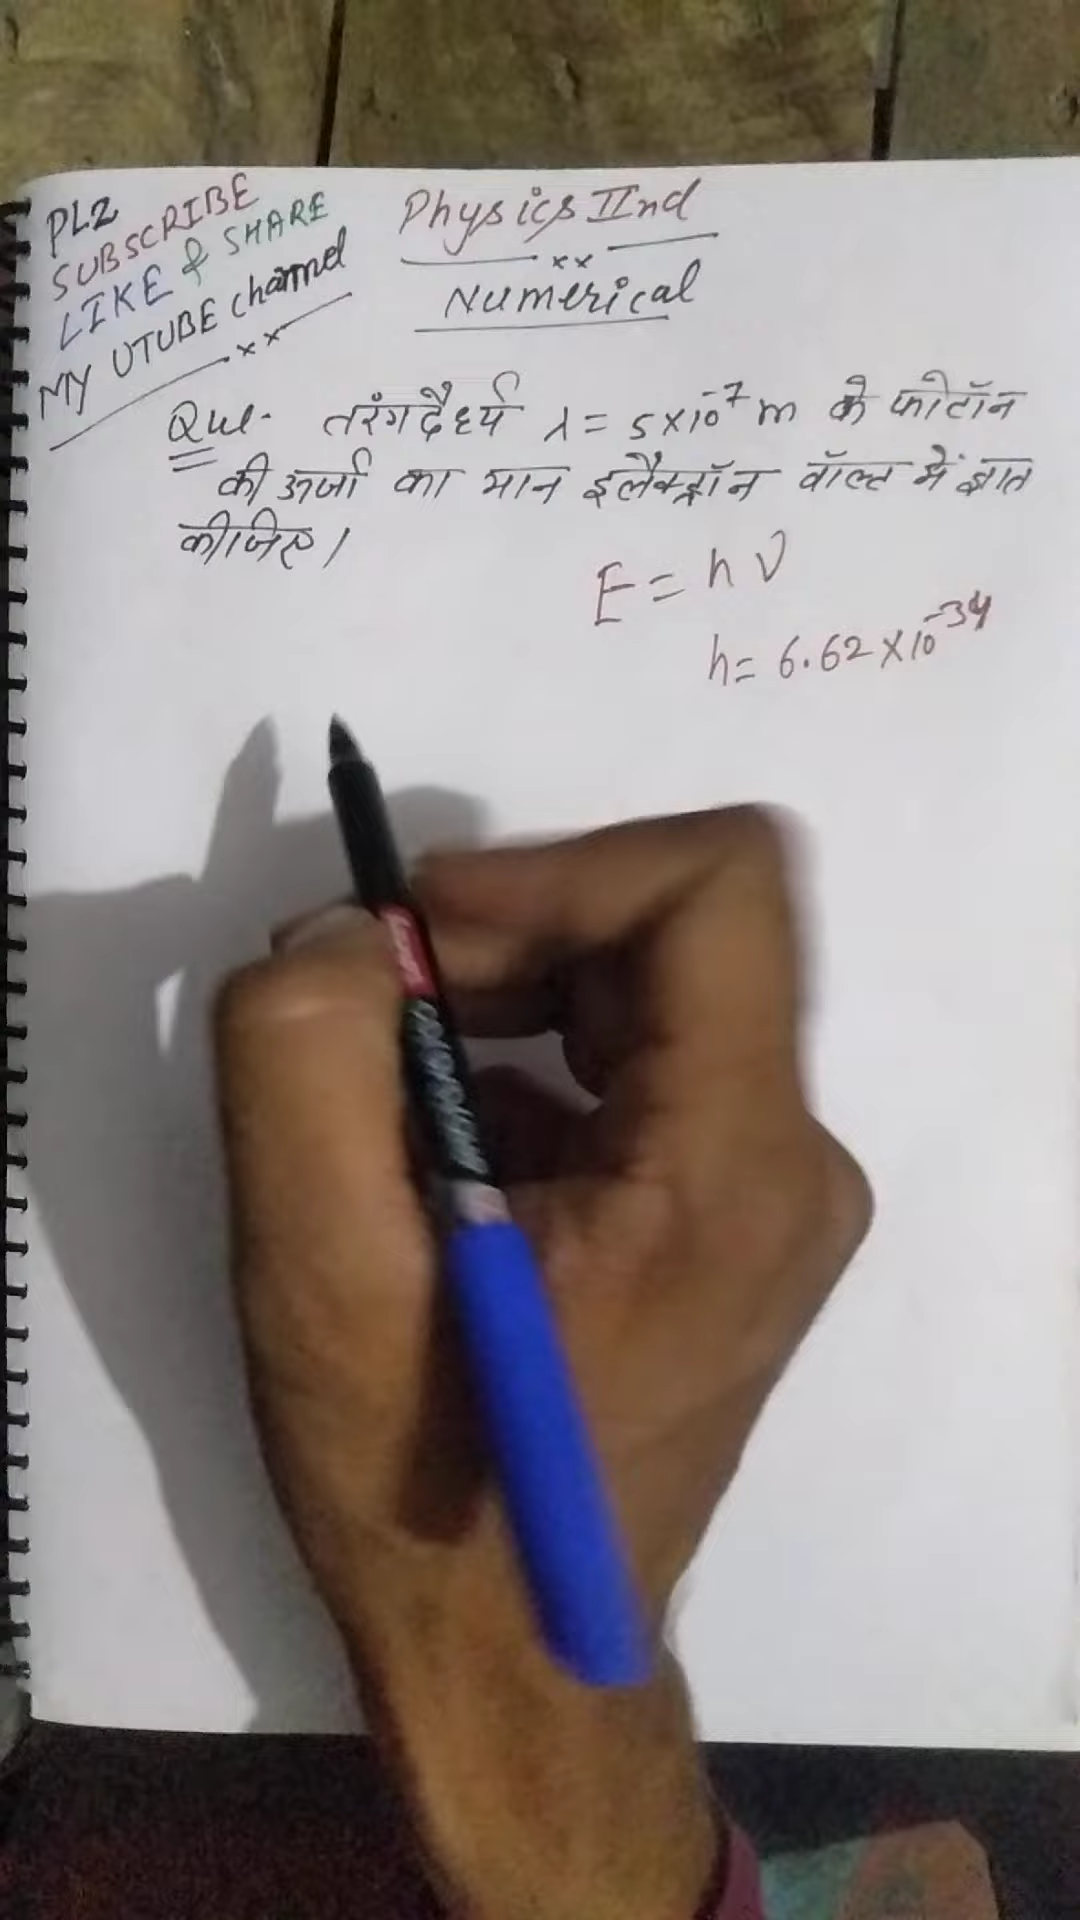 PLZ
SUBSCRIBE
LIKE & SHARE
MY UTUBE channel
Physics IInd
Numerical
Que. तरंगदैर्ध्य λ = 5×10⁻⁷ m के फोटॉन
की ऊर्जा का मान इलैक्ट्रॉन वॉल्ट में ज्ञात
कीजिए।
E = hν
h = 6.62×10⁻³⁴